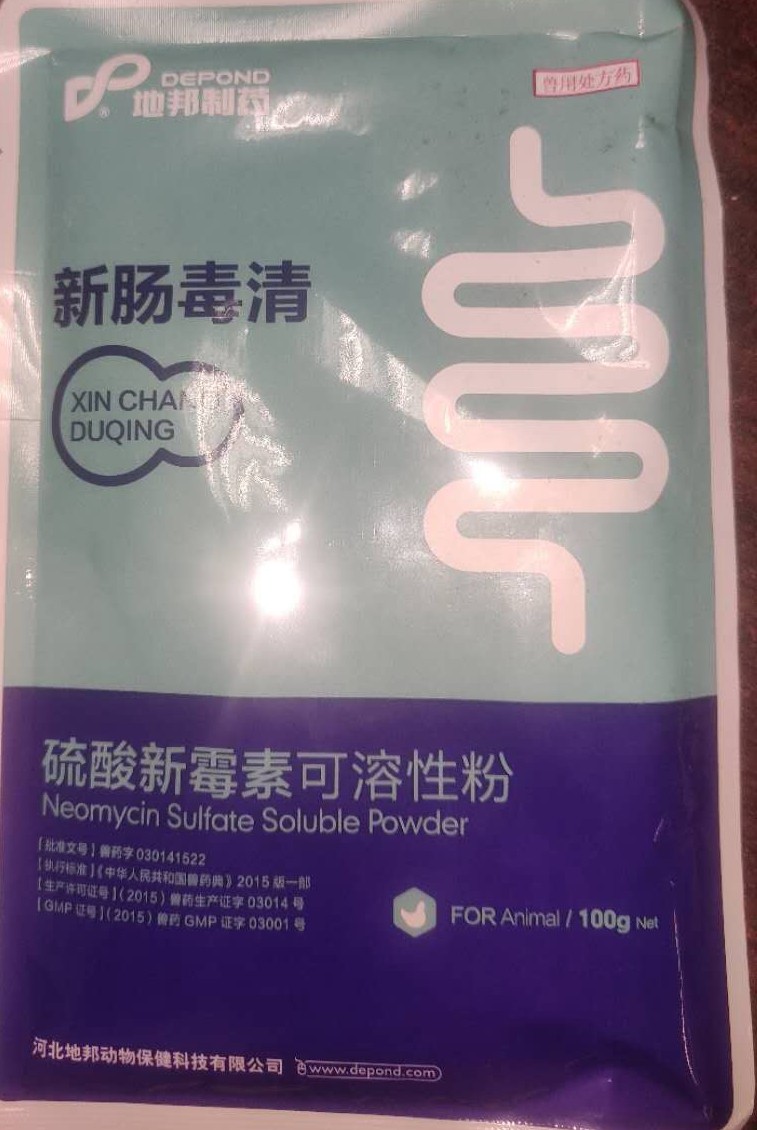 DEPOND
地邦制药
®
兽用处方药
新肠毒清
XIN CHANG
DUQING
硫酸新霉素可溶性粉
Neomycin Sulfate Soluble Powder
[批准文号] 兽药字 030141522
[执行标准]《中华人民共和国兽药典》2015 版一部
[生产许可证号]（2015）兽药生产证字 03014 号
[GMP 证号]（2015）兽药 GMP 证字 03001 号
FOR Animal / 100g Net
河北地邦动物保健科技有限公司 www.depond.com